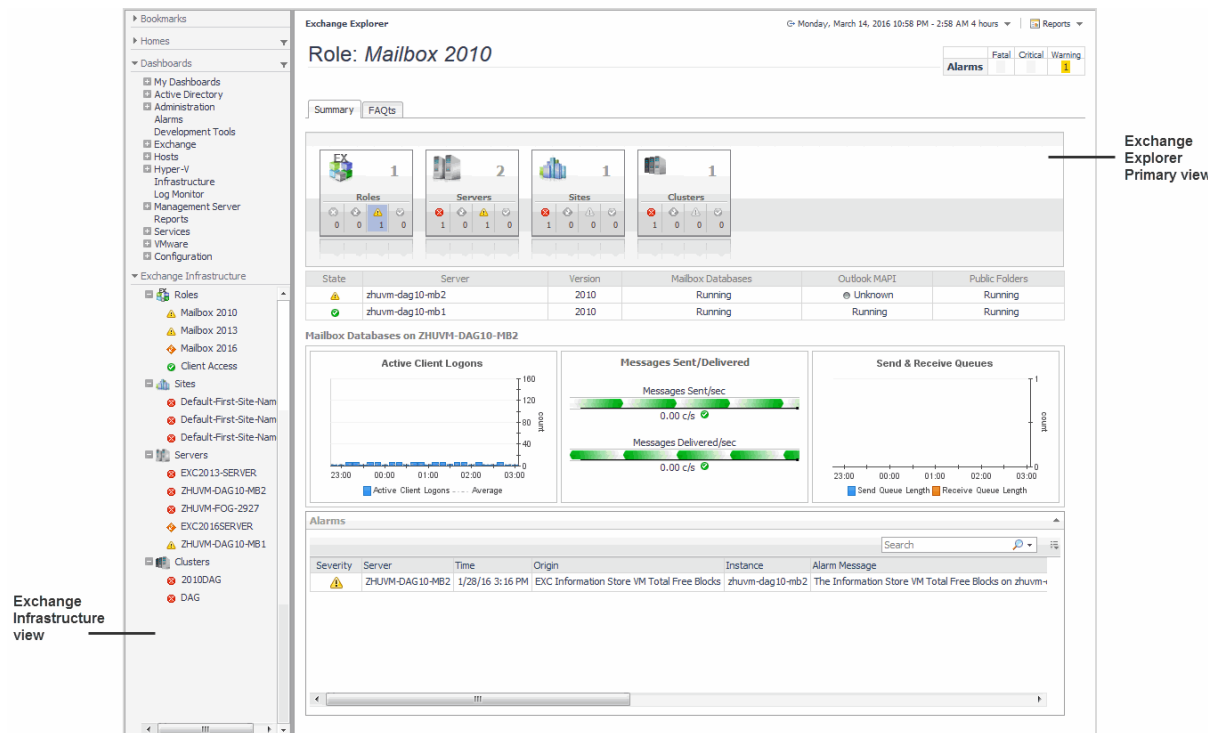 Bookmarks
Homes
Dashboards
My Dashboards
Active Directory
Administration
Alarms
Development Tools
Exchange
Hosts
Hyper-V
Infrastructure
Log Monitor
Management Server
Reports
Services
VMware
Configuration
Exchange Infrastructure
Roles
Mailbox 2010
Mailbox 2013
Mailbox 2016
Client Access
Sites
Default-First-Site-Nam
Default-First-Site-Nam
Default-First-Site-Nam
Servers
EXC2013-SERVER
ZHUVM-DAG10-MB2
ZHUVM-FOG-2927
EXC2016SERVER
ZHUVM-DAG10-MB1
Clusters
2010DAG
DAG
Exchange
Infrastructure
view
Exchange Explorer
Monday, March 14, 2016 10:58 PM - 2:58 AM 4 hours
Reports
Role: Mailbox 2010
Fatal Critical Warning
Alarms 1
Summary FAQts
EX 1 2 1 1
Roles Servers Sites Clusters
0 0 1 0 1 0 1 0 1 0 0 0 1 0 0 0
State Server Version Mailbox Databases Outlook MAPI Public Folders
zhuvm-dag10-mb2 2010 Running Unknown Running
zhuvm-dag10-mb1 2010 Running Running Running
Mailbox Databases on ZHUVM-DAG10-MB2
Active Client Logons
160
120
80
40
0
count
23:00 00:00 01:00 02:00 03:00
Active Client Logons Average
Messages Sent/Delivered
Messages Sent/sec
0.00 c/s
Messages Delivered/sec
0.00 c/s
Send & Receive Queues
1
0
count
23:00 00:00 01:00 02:00 03:00
Send Queue Length Receive Queue Length
Alarms
Search
Severity Server Time Origin Instance Alarm Message
ZHUVM-DAG10-MB2 1/28/16 3:16 PM EXC Information Store VM Total Free Blocks zhuvm-dag10-mb2 The Information Store VM Total Free Blocks on zhuvm-
Exchange
Explorer
Primary view